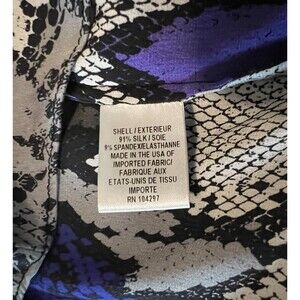 SHELL / EXTERIEUR
91% SILK / SOIE
9% SPANDEX/ELASTHANNE
MADE IN THE USA OF
IMPORTED FABRIC/
FABRIQUE AUX
ETATS-UNIS DE TISSU
IMPORTE
RN 104297